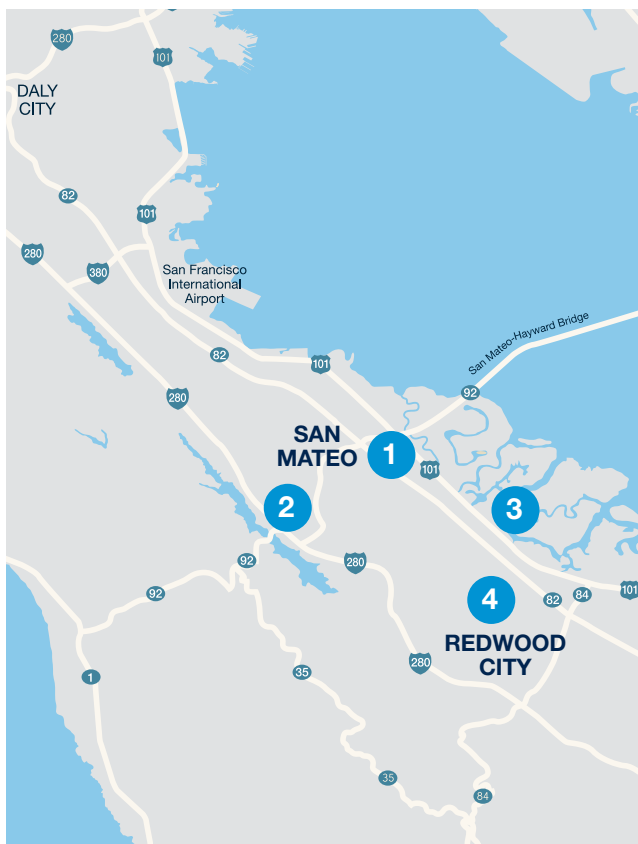 280
101
DALY
CITY
82
101
280
380
San Francisco
International
Airport
San Mateo-Hayward Bridge
82
101
92
280
SAN
MATEO
1
101
2
3
92
280
92
4
82
84
101
REDWOOD
CITY
280
1
35
35
84